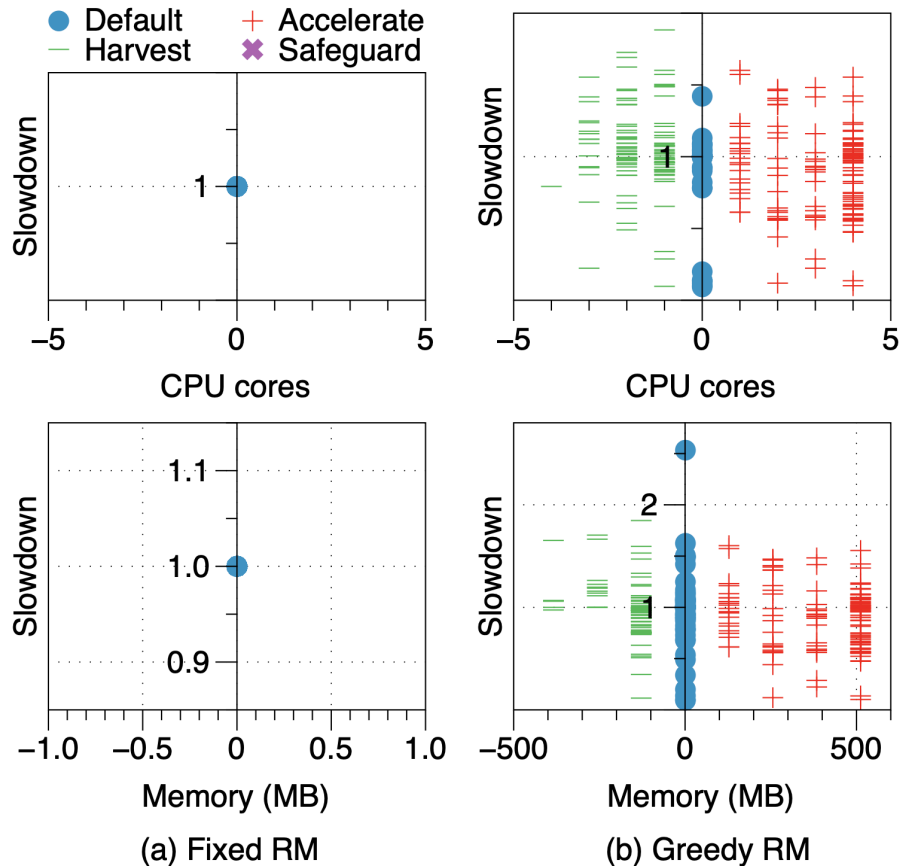 Default
Accelerate
Harvest
Safeguard
Slowdown
1
−5
0
5
CPU cores
Slowdown
1
−5
0
5
CPU cores
Slowdown
1.1
1.0
0.9
−1.0
−0.5
0
0.5
1.0
Memory (MB)
(a) Fixed RM
Slowdown
2
1
−500
0
500
Memory (MB)
(b) Greedy RM